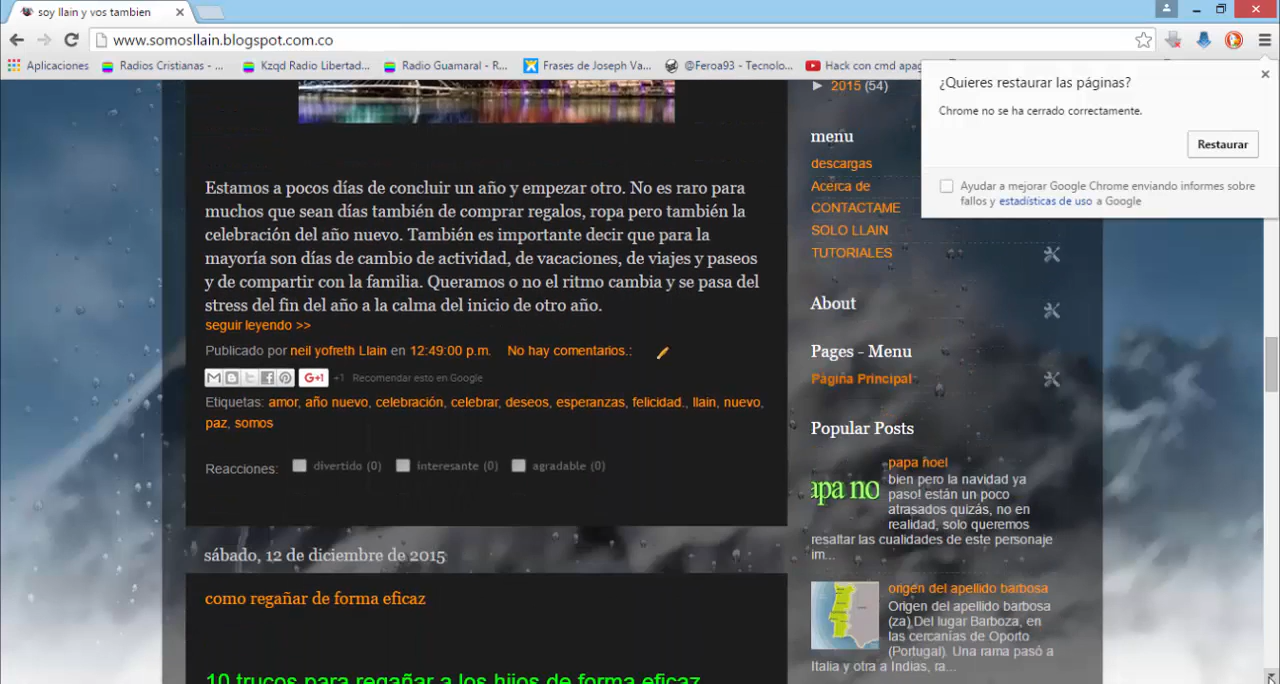 soy llain y vos tambien
www.somosllain.blogspot.com.co
Aplicaciones
Radios Cristianas - ...
Kzqd Radio Libertad...
Radio Guamaral - R...
Frases de Joseph Va...
@Feroa93 - Tecnolo...
Hack con cmd apag
¿Quieres restaurar las páginas?
Chrome no se ha cerrado correctamente.
Restaurar
Ayudar a mejorar Google Chrome enviando informes sobre
fallos y estadísticas de uso a Google
Estamos a pocos días de concluir un año y empezar otro. No es raro para
muchos que sean días también de comprar regalos, ropa pero también la
celebración del año nuevo. También es importante decir que para la
mayoría son días de cambio de actividad, de vacaciones, de viajes y paseos
y de compartir con la familia. Queramos o no el ritmo cambia y se pasa del
stress del fin del año a la calma del inicio de otro año.
seguir leyendo >>
Publicado por neil yofreth Llain en 12:49:00 p.m. No hay comentarios.:
G+1 +1 Recomendar esto en Google
Etiquetas: amor, año nuevo, celebración, celebrar, deseos, esperanzas, felicidad., llain, nuevo,
paz, somos
Reacciones: divertido (0) interesante (0) agradable (0)
sábado, 12 de diciembre de 2015
como regañar de forma eficaz
10 trucos para regañar a los hijos de forma eficaz
► 2015 (54)
menu
descargas
Acerca de
CONTACTAME
SOLO LLAIN
TUTORIALES
About
Pages - Menu
Página Principal
Popular Posts
apa no
papa noel
bien pero la navidad ya
paso! están un poco
atrasados quizás, no en
realidad, solo queremos
resaltar las cualidades de este personaje
im...
origen del apellido barbosa
Origen del apellido barbosa
(za) Del lugar Barboza, en
las cercanías de Oporto
(Portugal). Una rama pasó a
Italia y otra a Indias, ra...